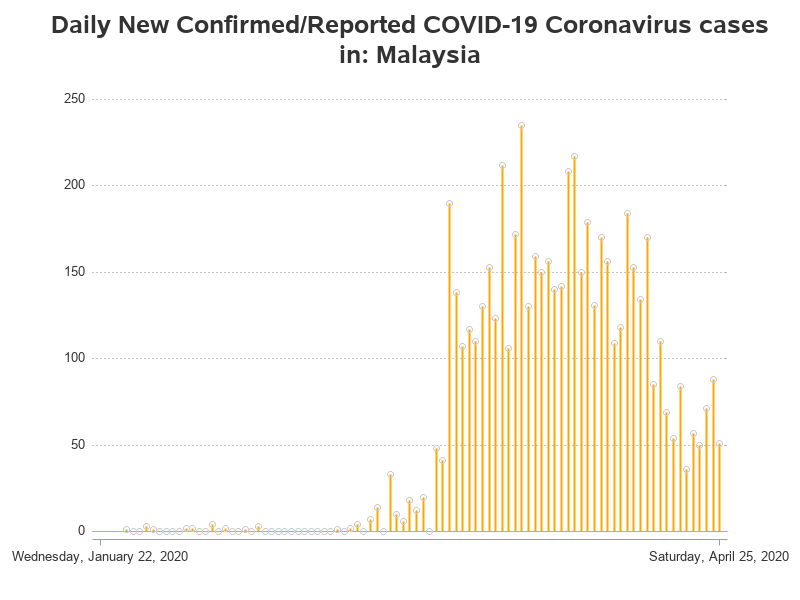 Daily New Confirmed/Reported COVID-19 Coronavirus cases
in: Malaysia
250
200
150
100
50
0
Wednesday, January 22, 2020
Saturday, April 25, 2020